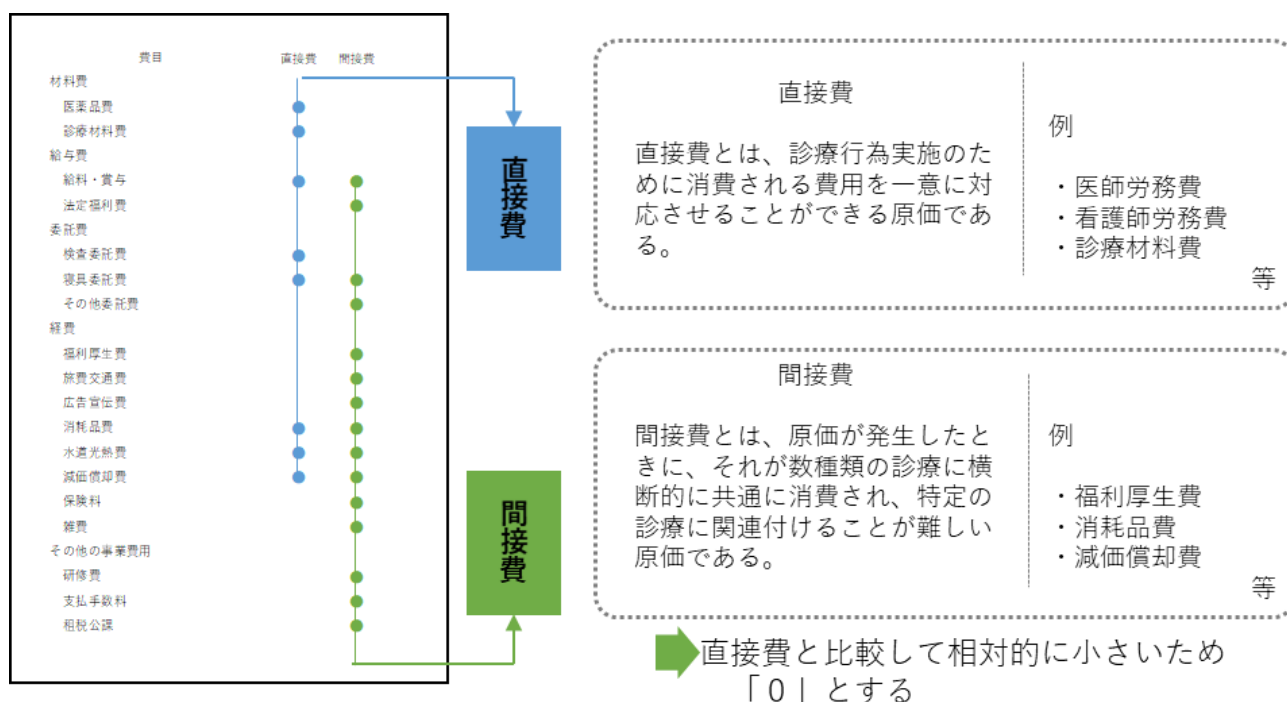 費目 直接費 間接費
材料費
医薬品費
診療材料費
給与費
給料・賞与
法定福利費
委託費
検査委託費
寝具委託費
その他委託費
経費
福利厚生費
旅費交通費
広告宣伝費
消耗品費
水道光熱費
減価償却費
保険料
雑費
その他の事業費用
研修費
支払手数料
租税公課
直接費
間接費
直接費
直接費とは、診療行為実施のた
めに消費される費用を一意に対
応させることができる原価であ
る。
例
・医師労務費
・看護師労務費
・診療材料費
等
間接費
間接費とは、原価が発生したと
きに、それが数種類の診療に横
断的に共通に消費され、特定の
診療に関連付けることが難しい
原価である。
例
・福利厚生費
・消耗品費
・減価償却費
等
直接費と比較して相対的に小さいため
「0」とする